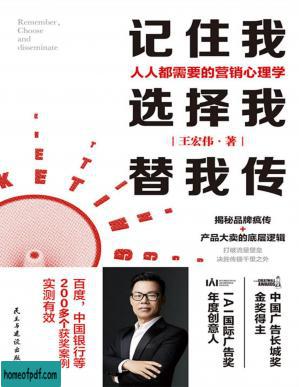 Remember,
Choose
and
disseminate
记住我
人人都需要的营销心理学
选择我
王宏伟·著
替我传
揭秘品牌疯传
+
产品大卖的底层逻辑
打破流量壁垒
决胜传播千里之外
百度，中国银行等
200多个获奖案例
实测有效
IAI
IAI国际广告奖
年度创意人
中国广告长城奖
金奖得主
民主与建设出版社
homeofpdf.com